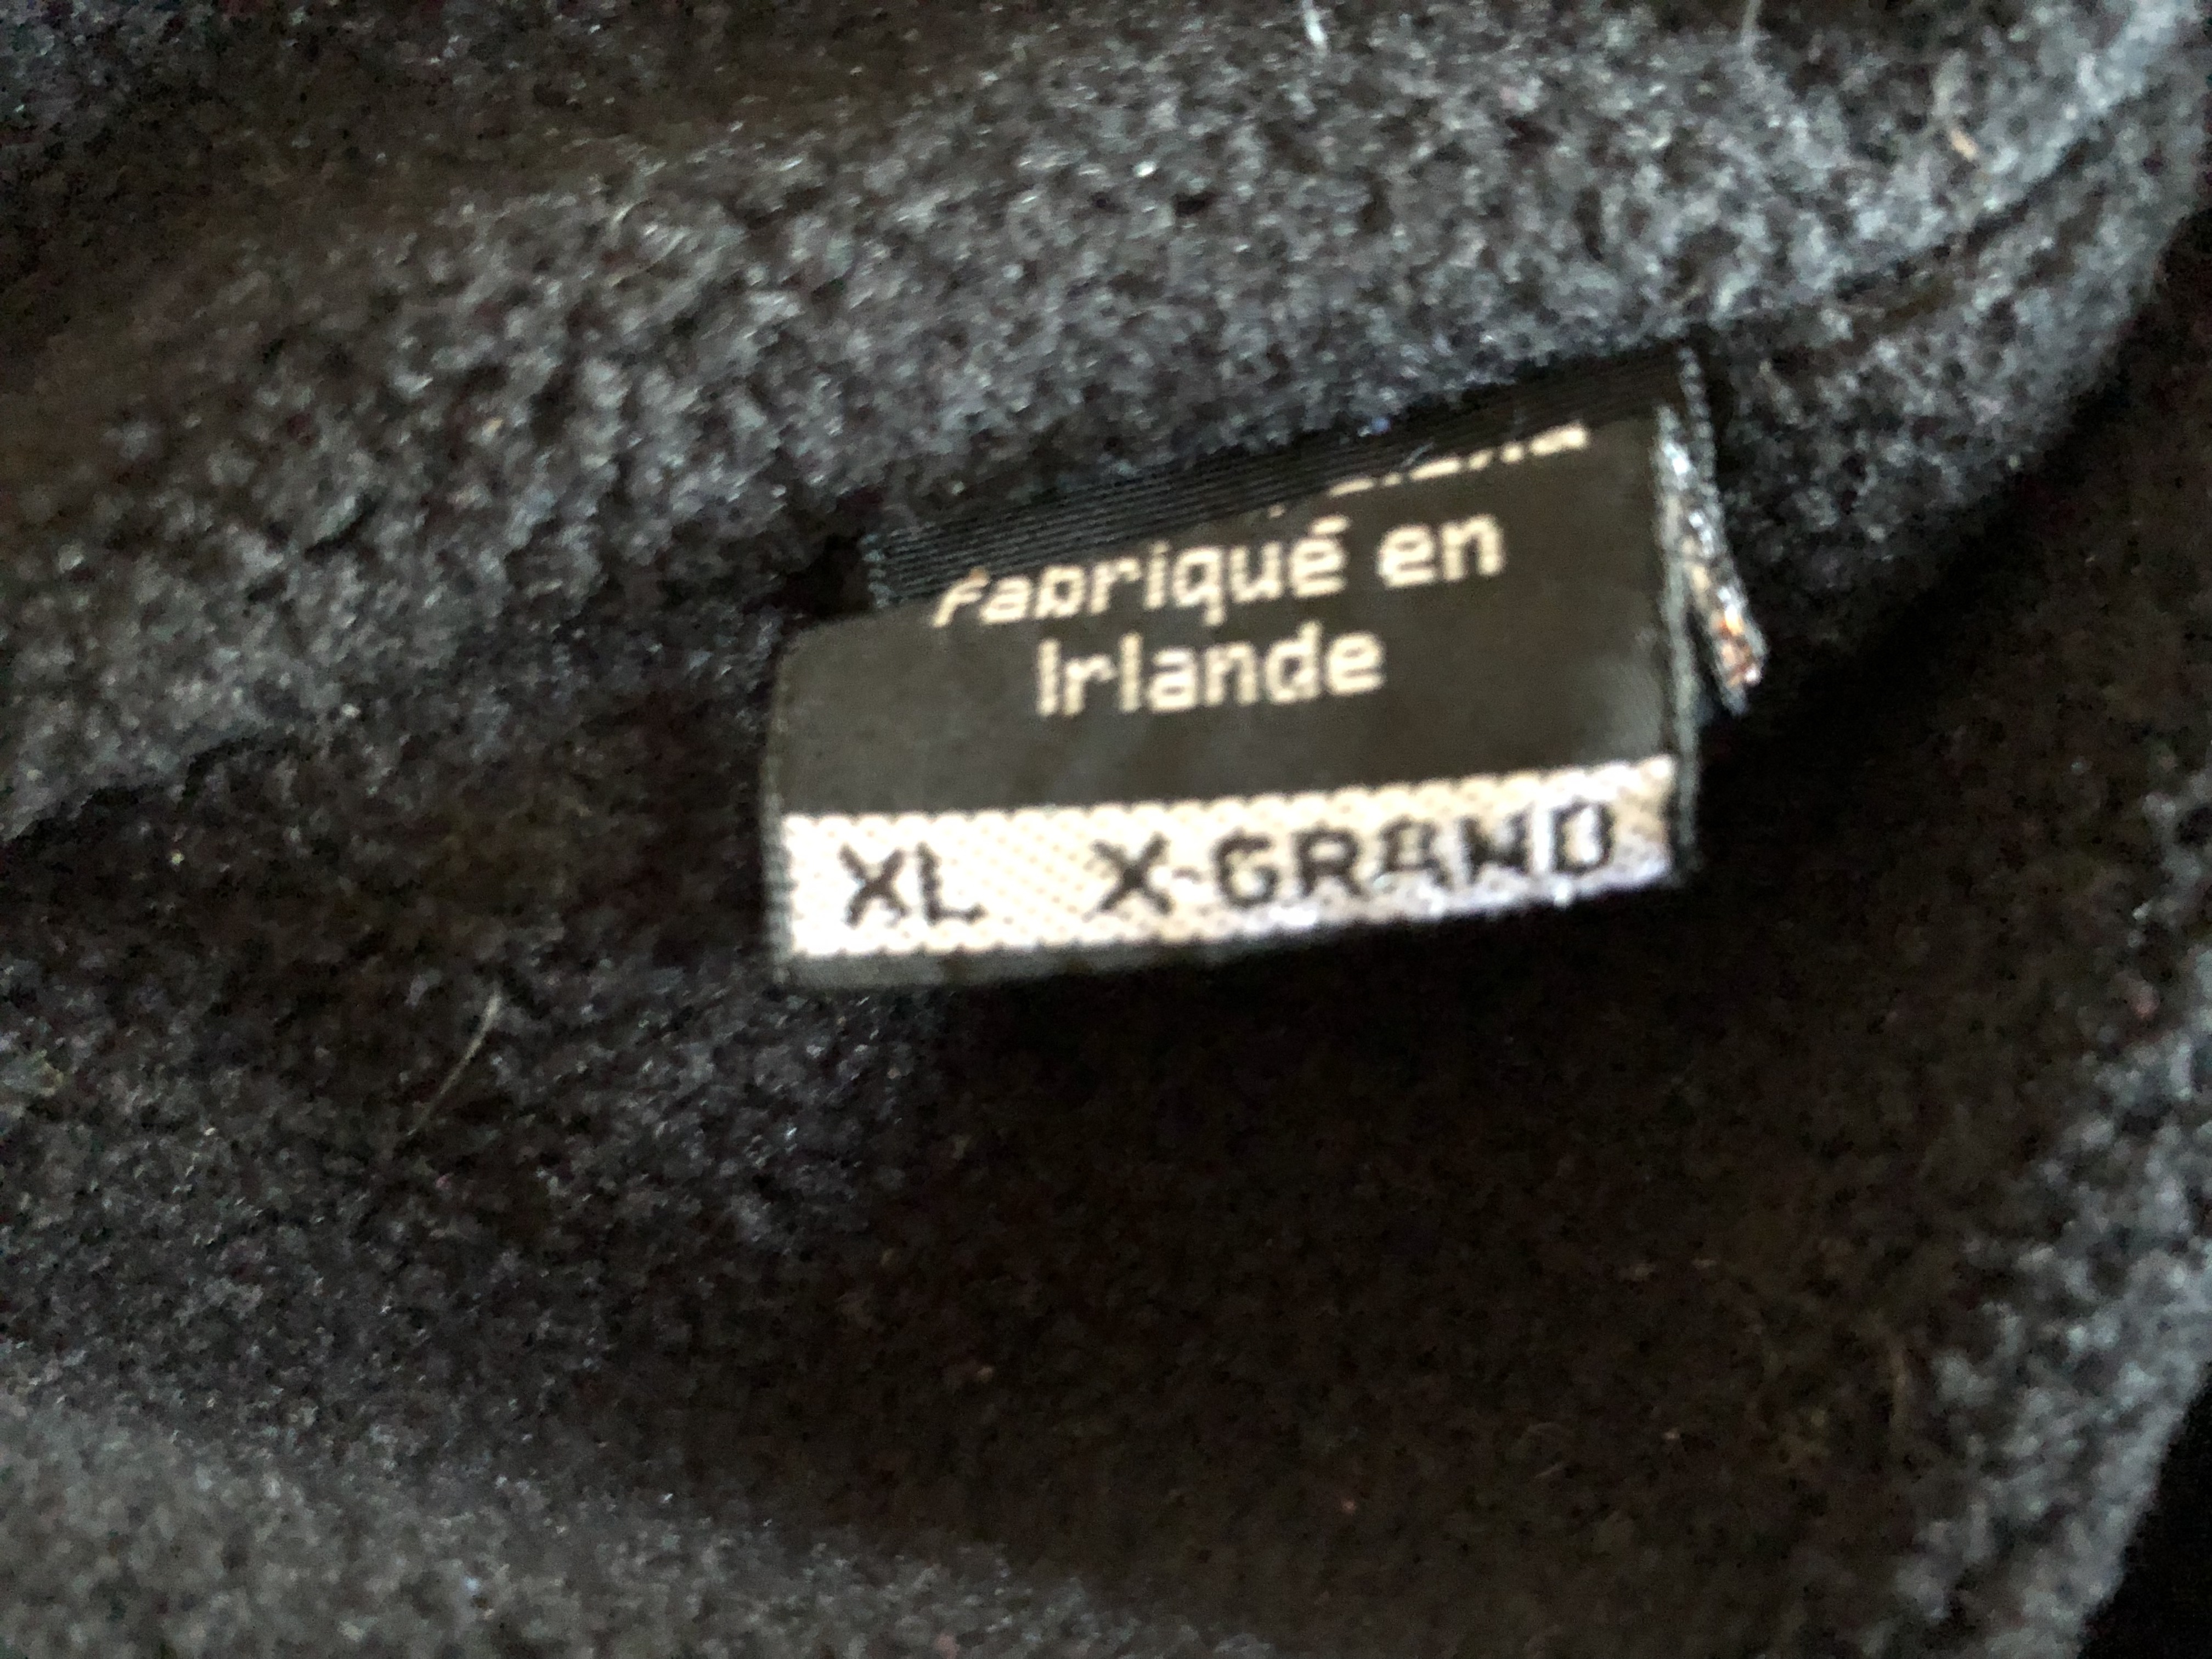 Fabriqué en
Irlande
XL X-GRAND